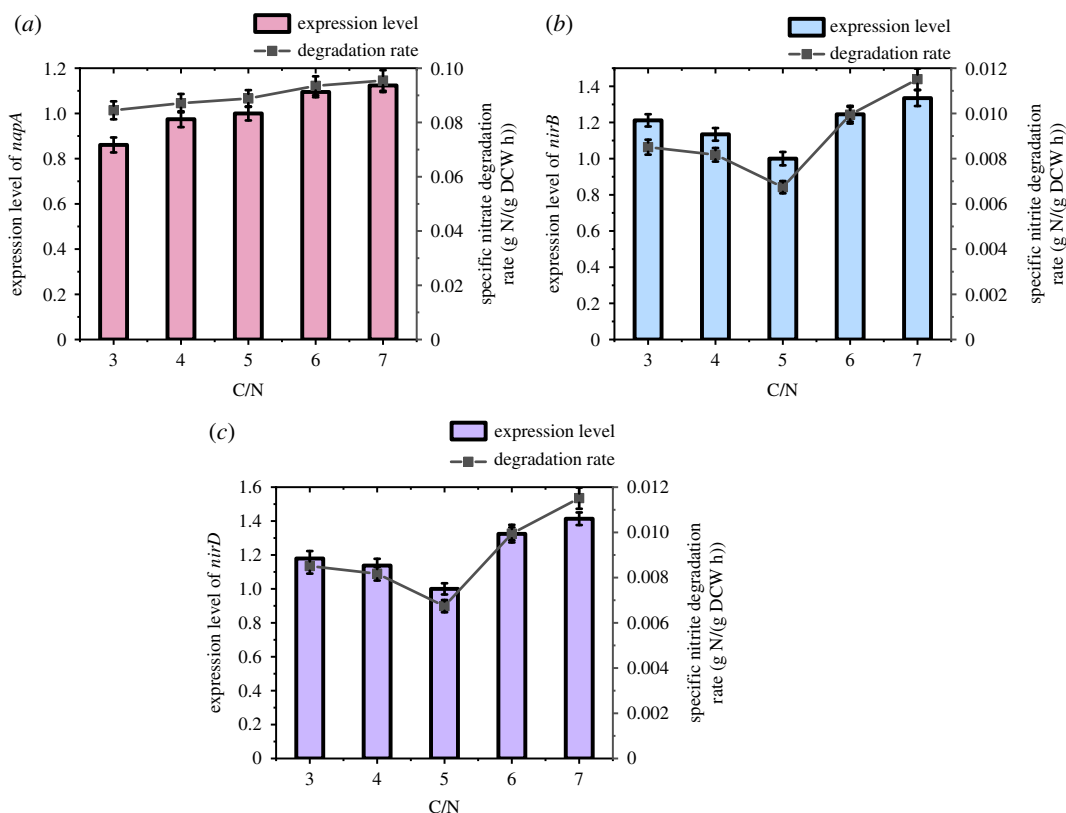 (a)
expression level
degradation rate
1.2
1.0
0.8
0.6
0.4
0.2
0
expression level of napA
0.10
0.08
0.06
0.04
0.02
0
specific nitrate degradation
rate (g N/(g DCW h))
3 4 5 6 7
C/N
(b)
expression level
degradation rate
1.4
1.2
1.0
0.8
0.6
0.4
0.2
0
expression level of nirB
0.012
0.010
0.008
0.006
0.004
0.002
0
specific nitrite degradation
rate (g N/(g DCW h))
3 4 5 6 7
C/N
(c)
expression level
degradation rate
1.6
1.4
1.2
1.0
0.8
0.6
0.4
0.2
0
expression level of nirD
0.012
0.010
0.008
0.006
0.004
0.002
0
specific nitrite degradation
rate (g N/(g DCW h))
3 4 5 6 7
C/N